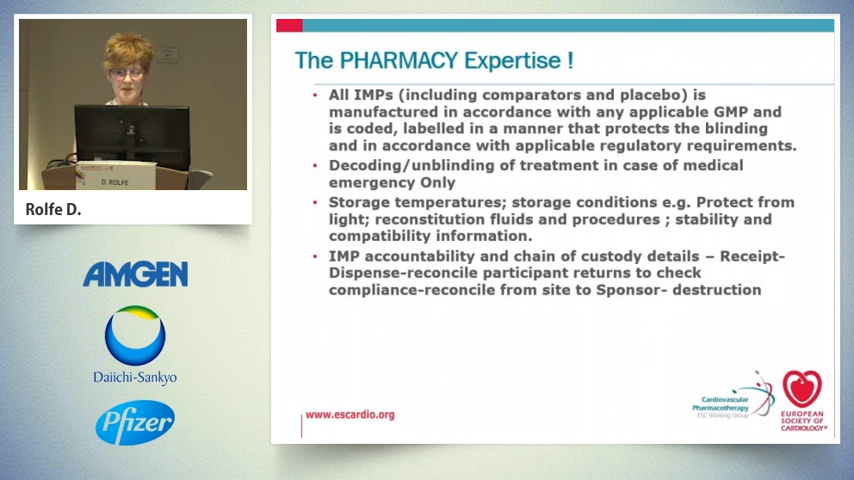 The PHARMACY Expertise !
• All IMPs (including comparators and placebo) is
manufactured in accordance with any applicable GMP and
is coded, labelled in a manner that protects the blinding
and in accordance with applicable regulatory requirements.
• Decoding/unblinding of treatment in case of medical
emergency Only
• Storage temperatures; storage conditions e.g. Protect from
light; reconstitution fluids and procedures ; stability and
compatibility information.
• IMP accountability and chain of custody details – Receipt-
Dispense-reconcile participant returns to check
compliance-reconcile from site to Sponsor- destruction
www.escardio.org
Cardiovascular
Pharmacotherapy
ESC Working Group
EUROPEAN
SOCIETY OF
CARDIOLOGY®
D. ROLFE
Rolfe D.
AMGEN
Daiichi-Sankyo
Pfizer